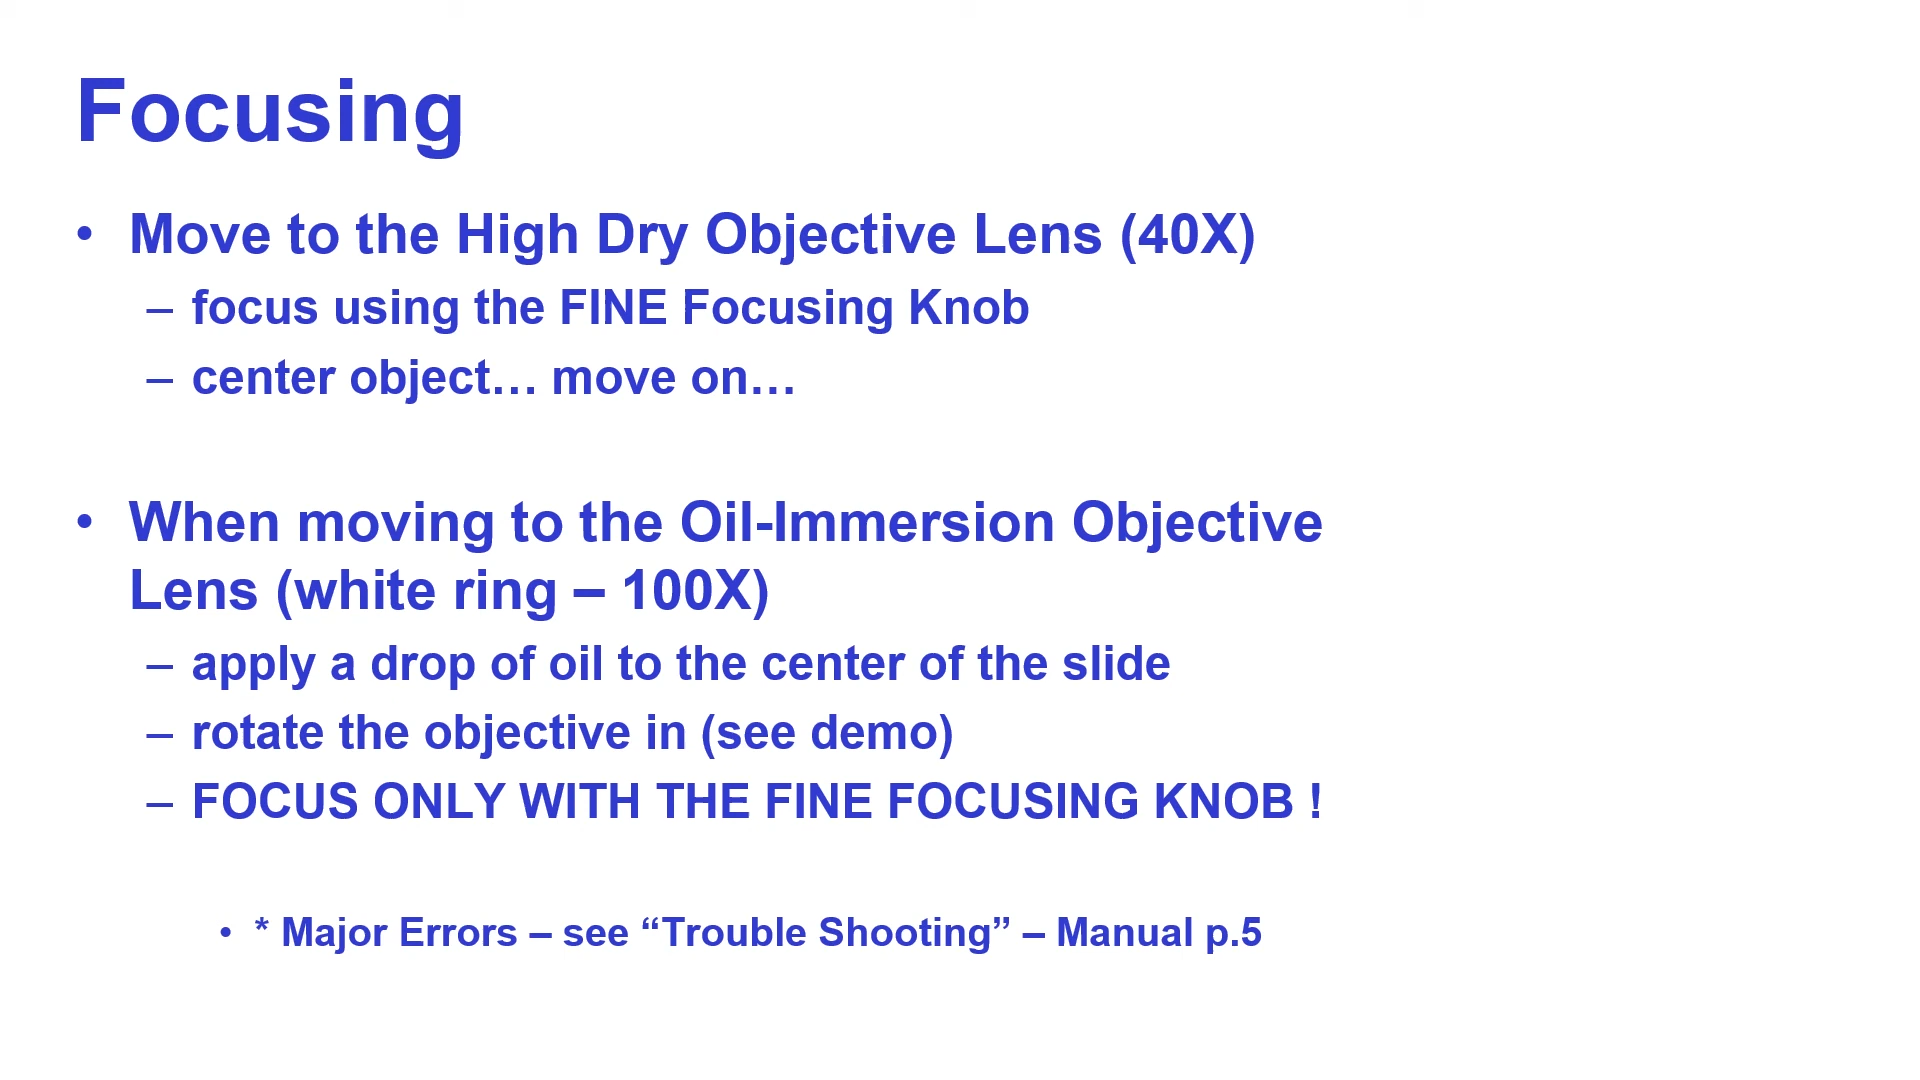 Focusing
• Move to the High Dry Objective Lens (40X)
– focus using the FINE Focusing Knob
– center object… move on…
• When moving to the Oil-Immersion Objective
Lens (white ring – 100X)
– apply a drop of oil to the center of the slide
– rotate the objective in (see demo)
– FOCUS ONLY WITH THE FINE FOCUSING KNOB !
• * Major Errors – see “Trouble Shooting” – Manual p.5